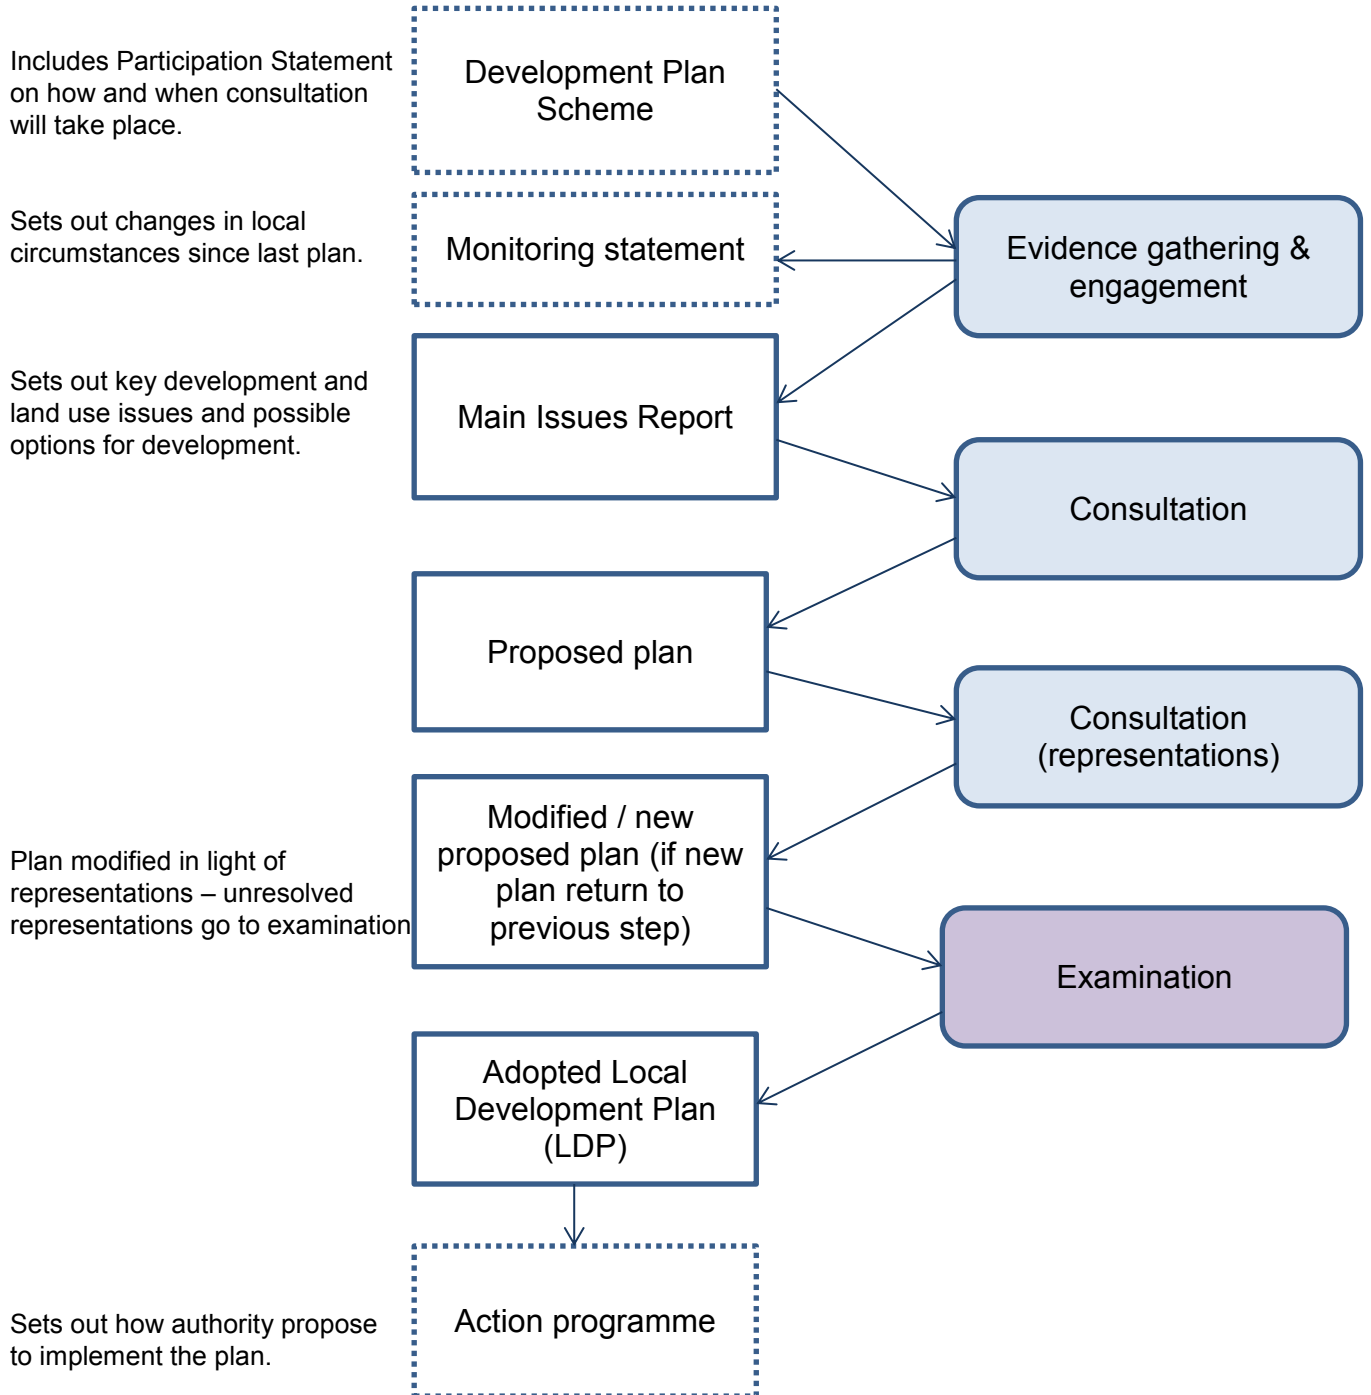 Includes Participation Statement
on how and when consultation
will take place.
Development Plan
Scheme
Sets out changes in local
circumstances since last plan.
Monitoring statement
Evidence gathering &
engagement
Sets out key development and
land use issues and possible
options for development.
Main Issues Report
Consultation
Proposed plan
Consultation
(representations)
Plan modified in light of
representations – unresolved
representations go to examination
Modified / new
proposed plan (if new
plan return to
previous step)
Examination
Adopted Local
Development Plan
(LDP)
Sets out how authority propose
to implement the plan.
Action programme